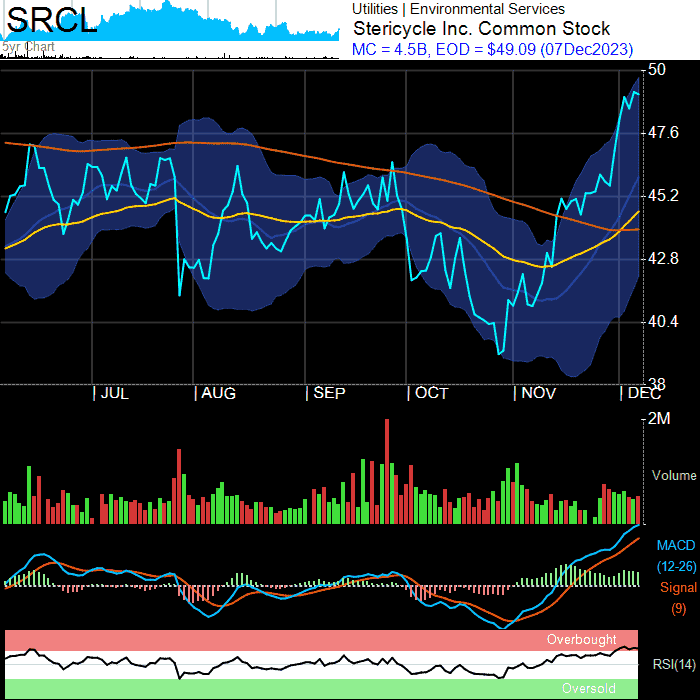 SRCL
5yr Chart
Utilities | Environmental Services
Stericycle Inc. Common Stock
MC = 4.5B, EOD = $49.09 (07Dec2023)
50
47.6
45.2
42.8
40.4
38
JUL AUG SEP OCT NOV DEC
2M
Volume
MACD
(12-26)
Signal
(9)
Overbought
RSI(14)
Oversold